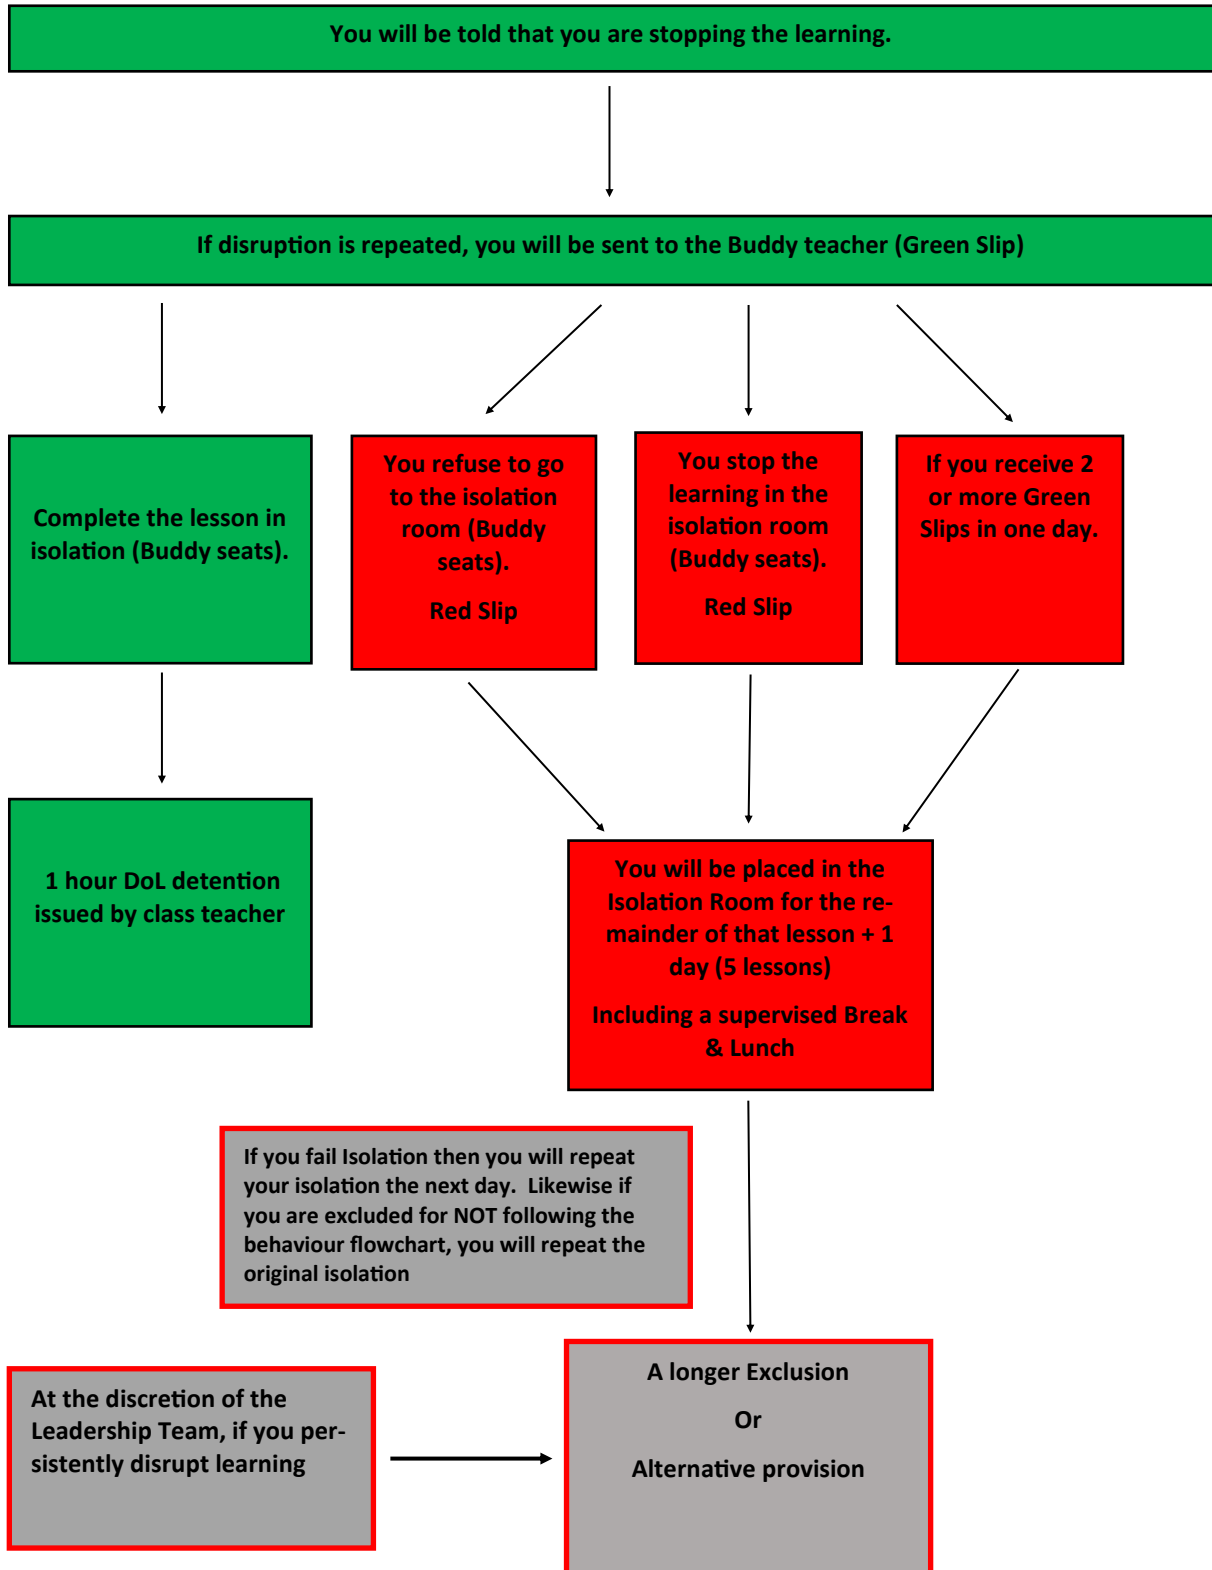 You will be told that you are stopping the learning.
If disruption is repeated, you will be sent to the Buddy teacher (Green Slip)
Complete the lesson in
isolation (Buddy seats).
You refuse to go
to the isolation
room (Buddy
seats).
Red Slip
You stop the
learning in the
isolation room
(Buddy seats).
Red Slip
If you receive 2
or more Green
Slips in one day.
1 hour DoL detention
issued by class teacher
You will be placed in the
Isolation Room for the re-
mainder of that lesson + 1
day (5 lessons)
Including a supervised Break
& Lunch
If you fail Isolation then you will repeat
your isolation the next day.  Likewise if
you are excluded for NOT following the
behaviour flowchart, you will repeat the
original isolation
At the discretion of the
Leadership Team, if you per-
sistently disrupt learning
A longer Exclusion
Or
Alternative provision